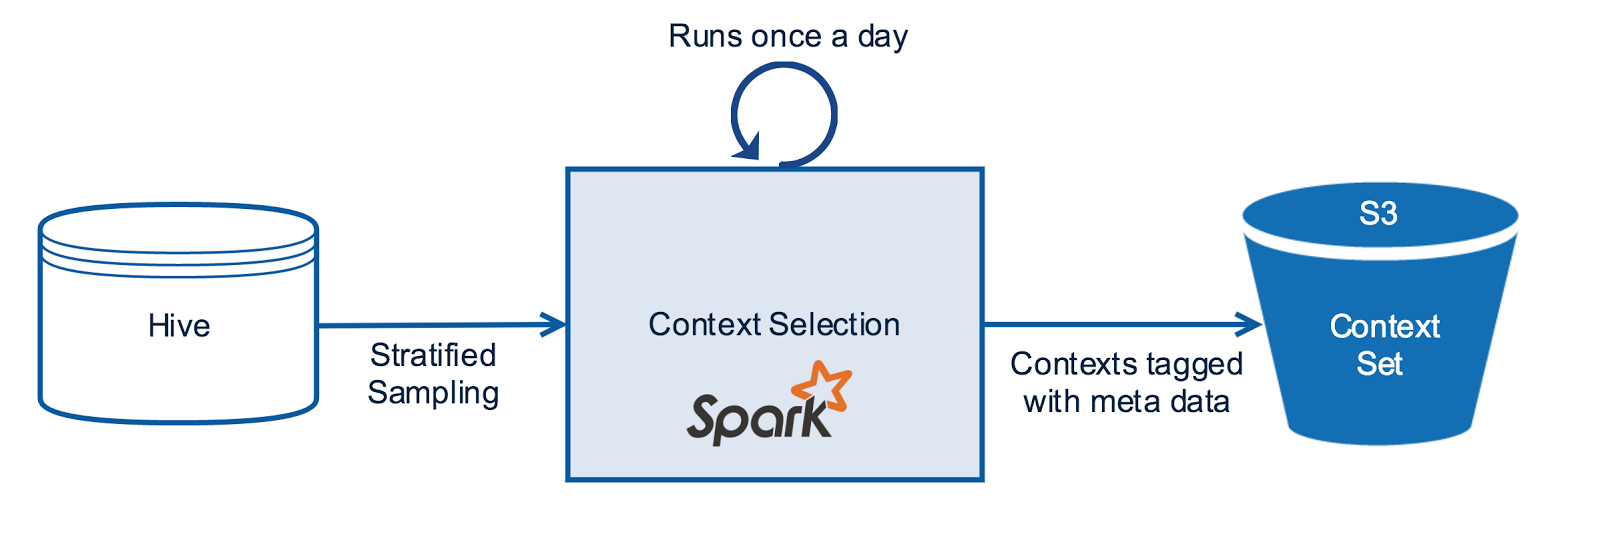 Runs once a day
Hive
Stratified
Sampling
Context Selection
Spark
Contexts tagged
with meta data
S3
Context
Set